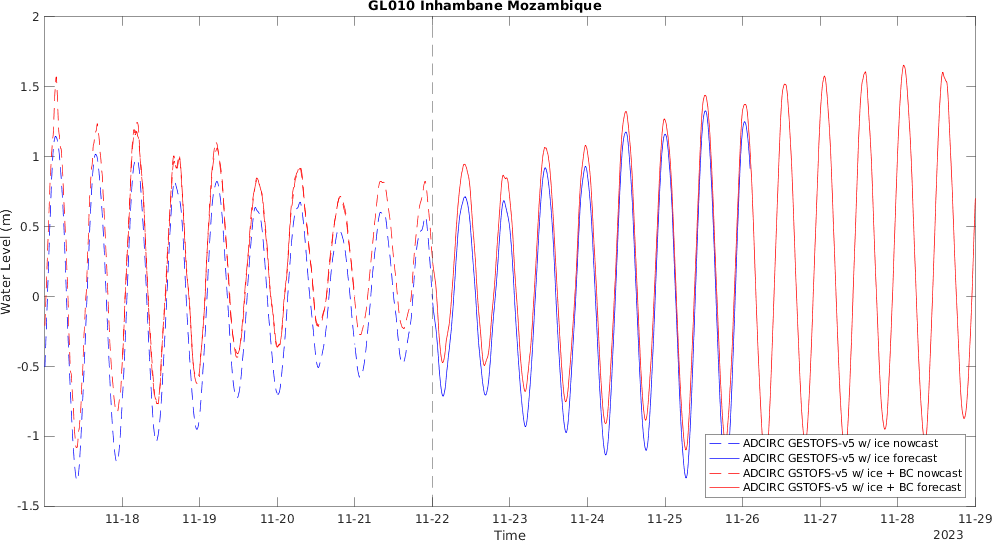 GL010 Inhambane Mozambique
2
1.5
1
0.5
0
-0.5
-1
-1.5
Water Level (m)
ADCIRC GESTOFS-v5 w/ ice nowcast
ADCIRC GESTOFS-v5 w/ ice forecast
ADCIRC GSTOFS-v5 w/ ice + BC nowcast
ADCIRC GSTOFS-v5 w/ ice + BC forecast
11-18 11-19 11-20 11-21 11-22 11-23 11-24 11-25 11-26 11-27 11-28 11-29
Time
2023